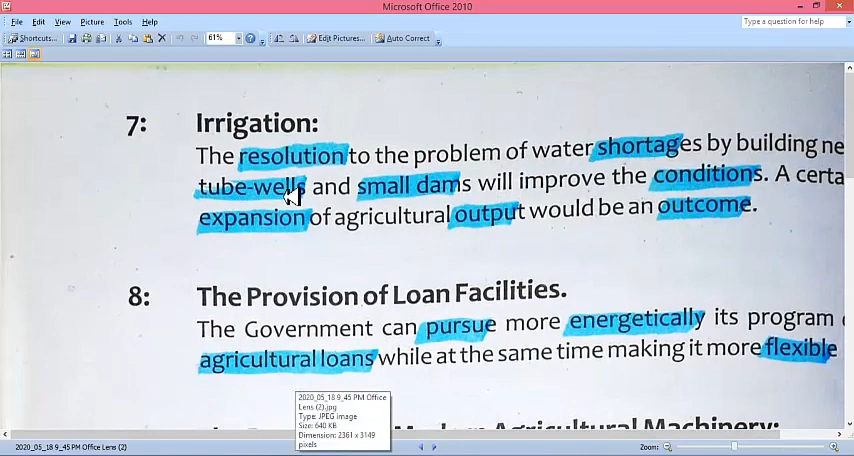 Microsoft Office 2010
File Edit View Picture Tools Help
Type a question for help
Shortcuts... 61% Edit Pictures... Auto Correct
7: Irrigation:
The resolution to the problem of water shortages by building ne
tube-wells and small dams will improve the conditions. A certa
expansion of agricultural output would be an outcome.
8: The Provision of Loan Facilities.
The Government can pursue more energetically its program
agricultural loans while at the same time making it more flexible
Modern Agricultural Machinery:
2020_05_18 9_45 PM Office
Lens (2).jpg
Type: JPEG image
Size: 640 KB
Dimension: 2361 x 3149
pixels
2020_05_18 9_45 PM Office Lens (2)
Zoom: